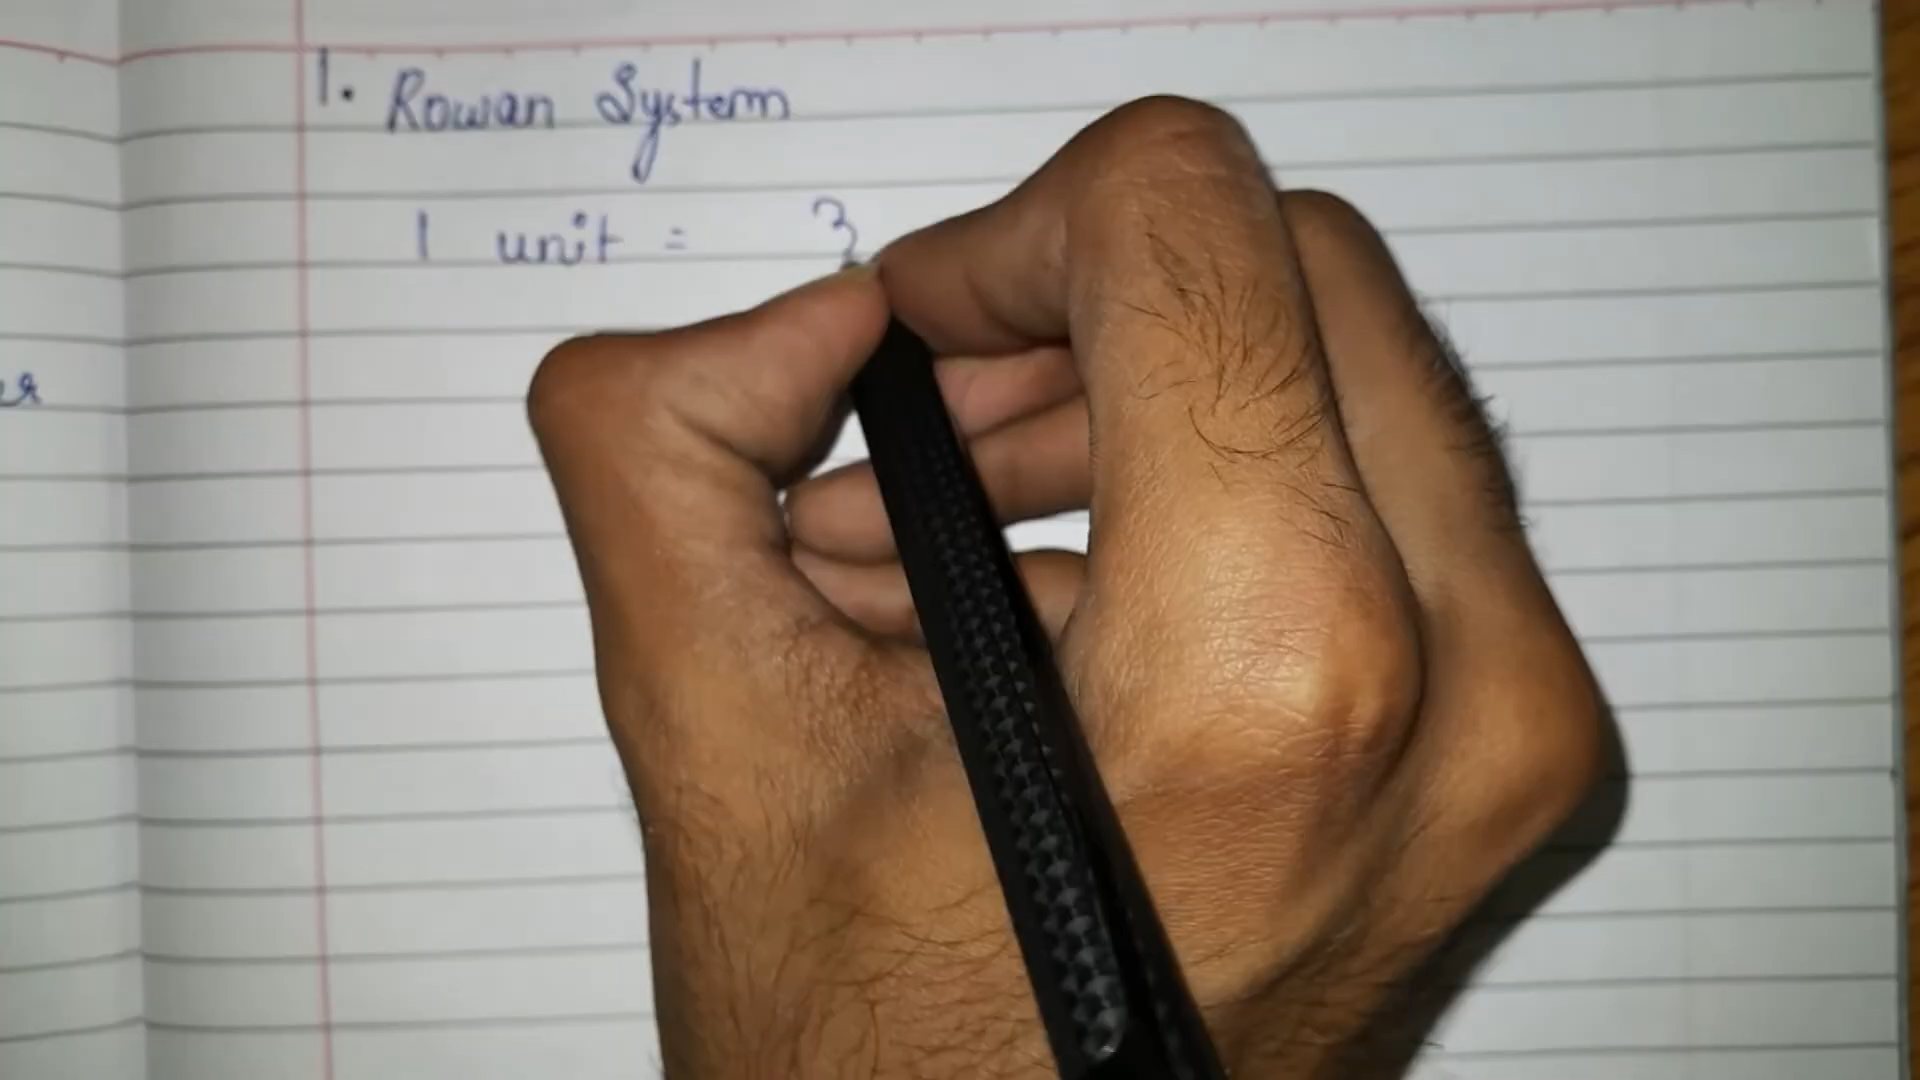 1. Rowan System
1 unit = 3